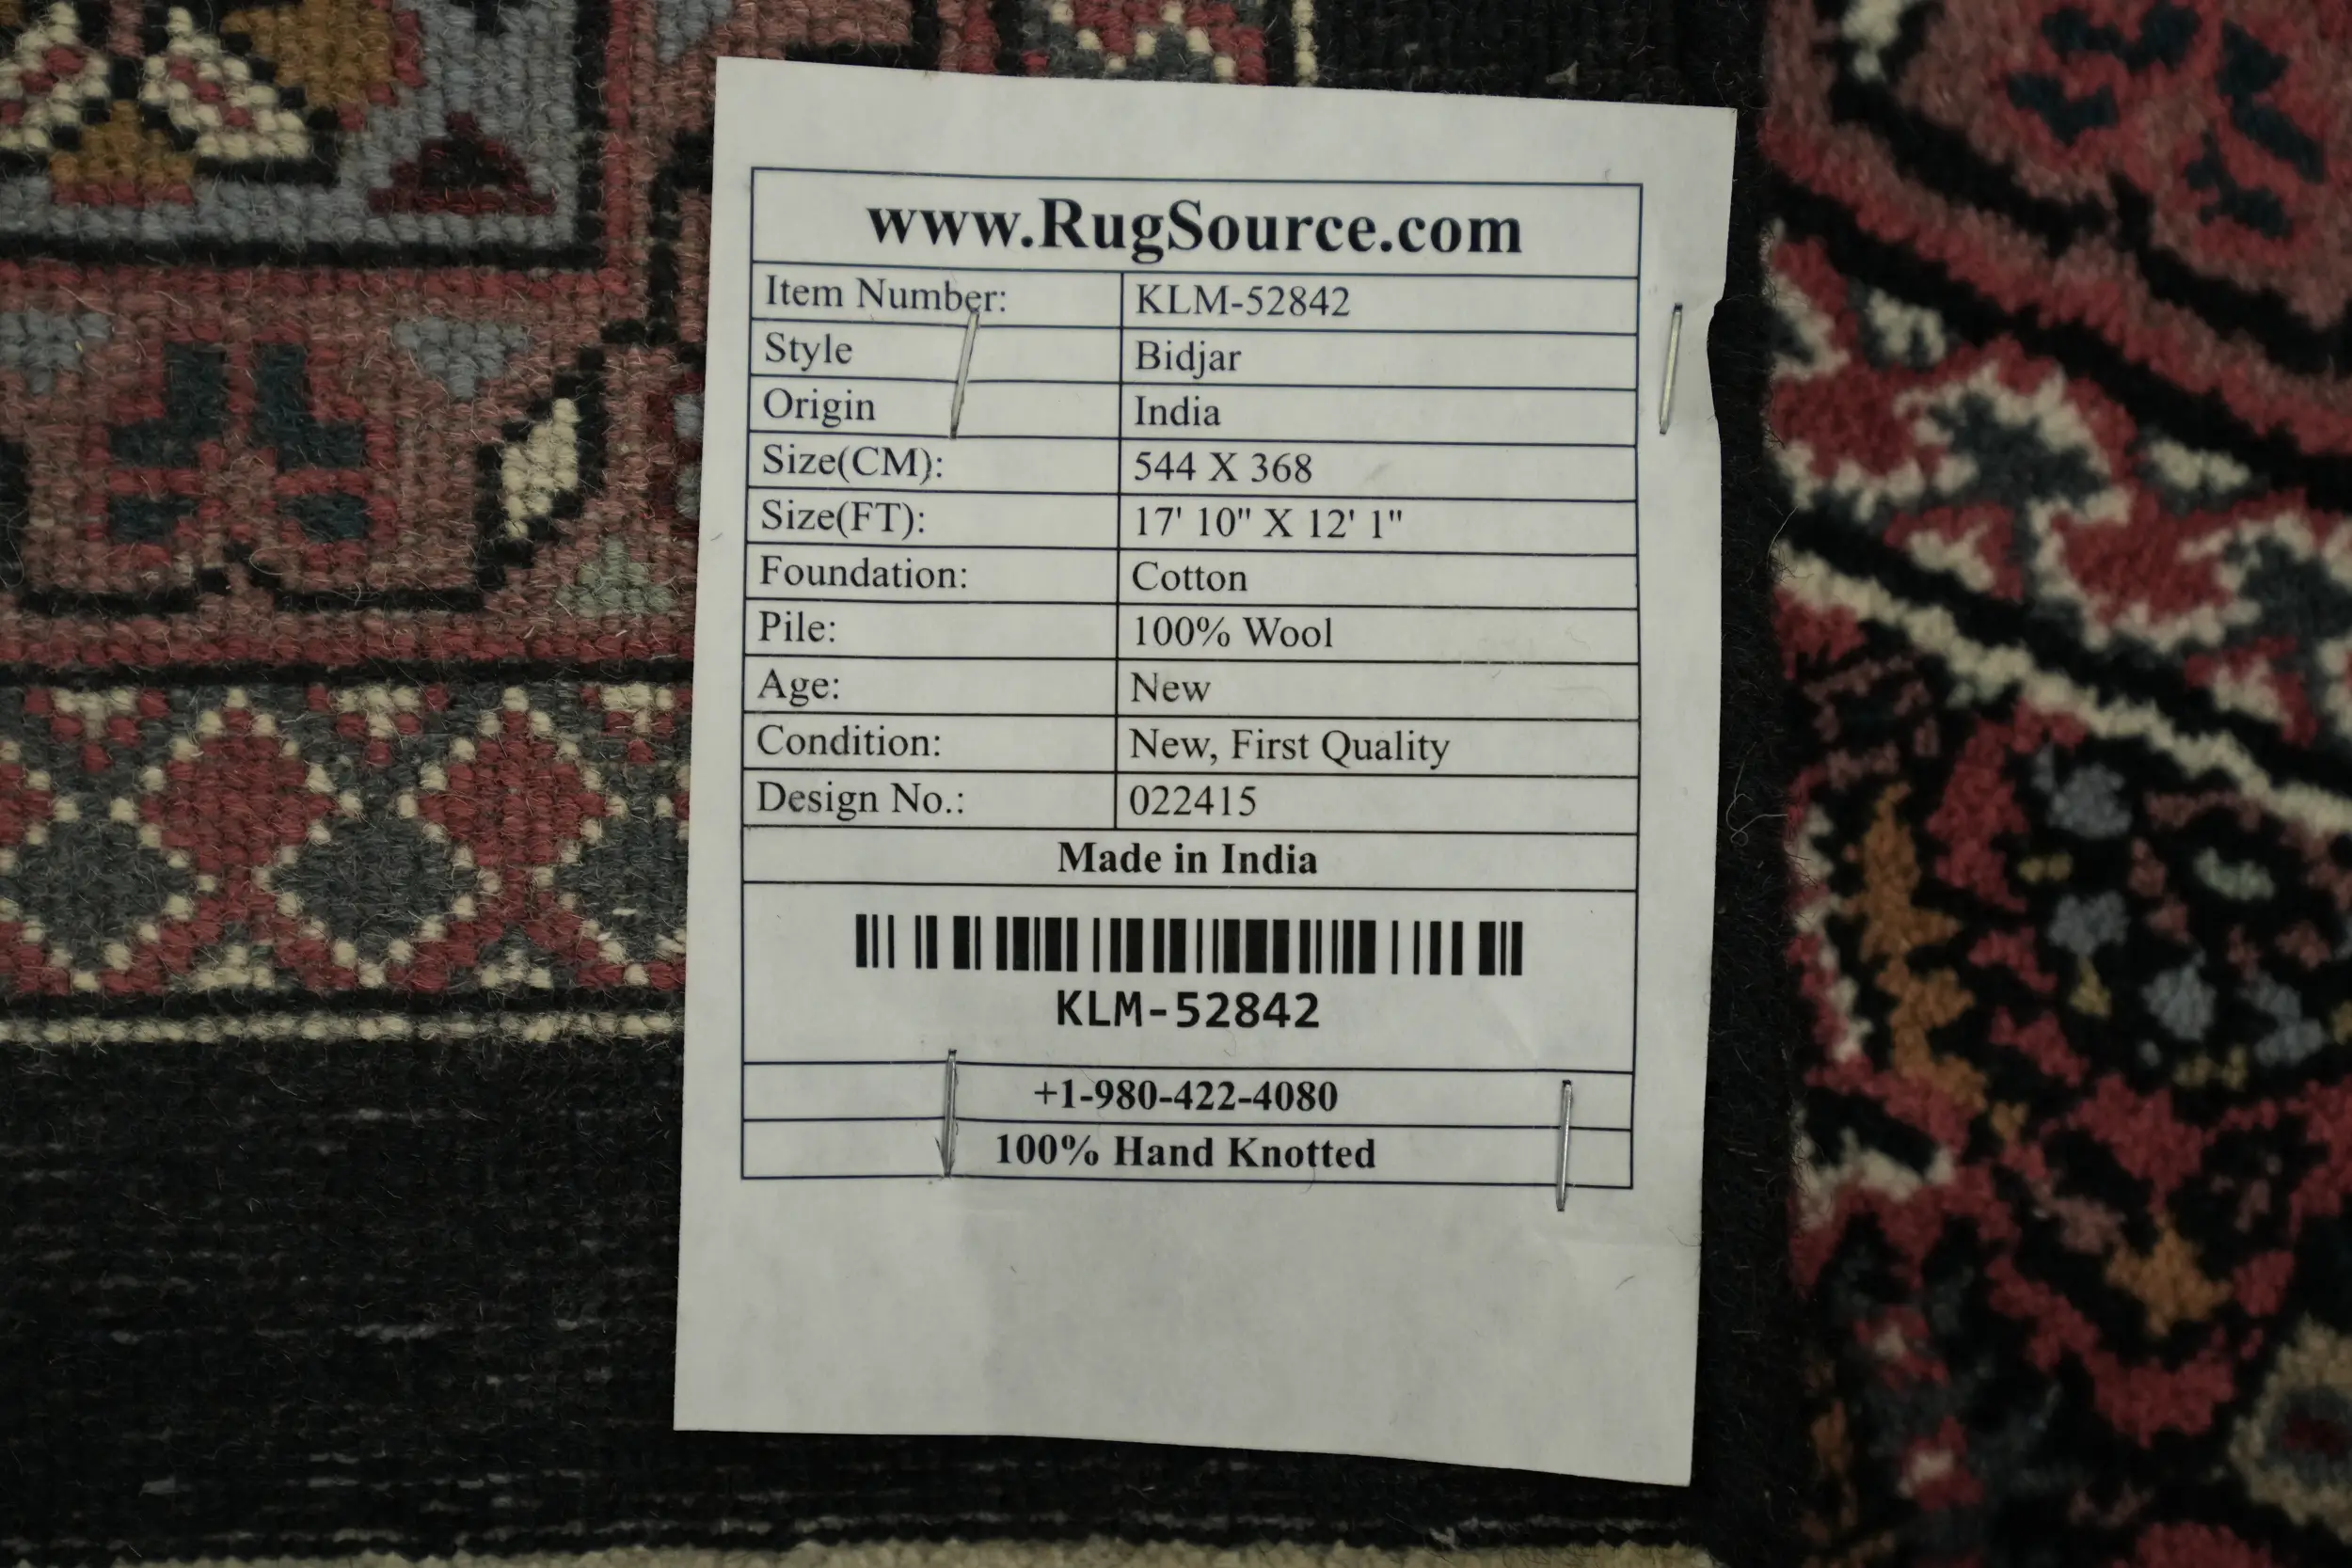 www.RugSource.com
Item Number: KLM-52842
Style Bidjar
Origin India
Size(CM): 544 X 368
Size(FT): 17' 10" X 12' 1"
Foundation: Cotton
Pile: 100% Wool
Age: New
Condition: New, First Quality
Design No.: 022415
Made in India
KLM-52842
+1-980-422-4080
100% Hand Knotted